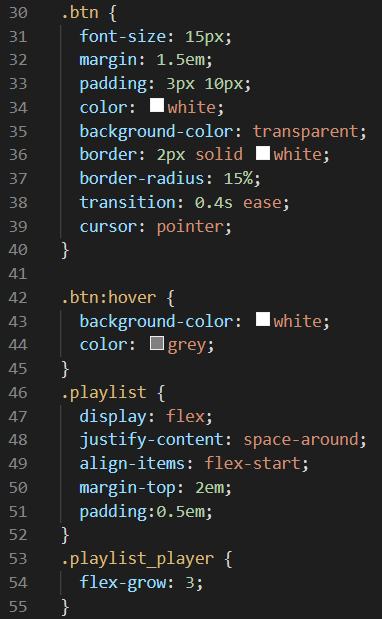 30 .btn {
31   font-size: 15px;
32   margin: 1.5em;
33   padding: 3px 10px;
34   color: white;
35   background-color: transparent;
36   border: 2px solid white;
37   border-radius: 15%;
38   transition: 0.4s ease;
39   cursor: pointer;
40 }
41
42 .btn:hover {
43   background-color: white;
44   color: grey;
45 }
46 .playlist {
47   display: flex;
48   justify-content: space-around;
49   align-items: flex-start;
50   margin-top: 2em;
51   padding:0.5em;
52 }
53 .playlist_player {
54   flex-grow: 3;
55 }